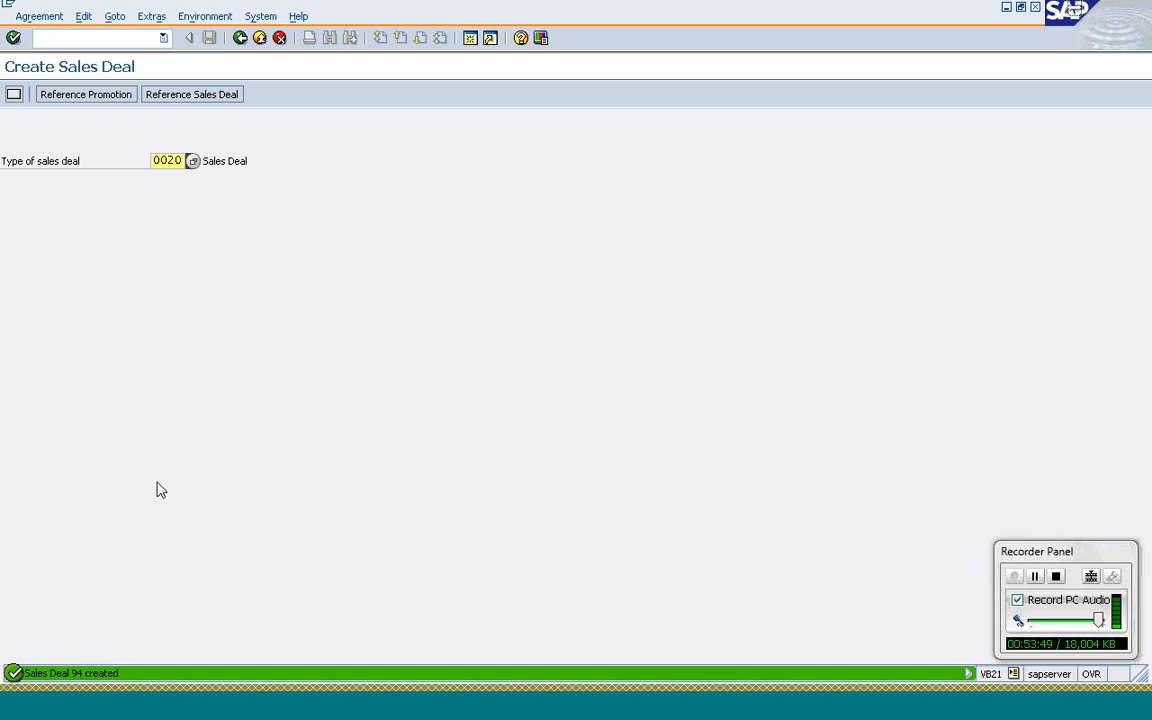 Agreement Edit Goto Extras Environment System Help
SAP
Create Sales Deal
Reference Promotion Reference Sales Deal
Type of sales deal 0020 Sales Deal
Recorder Panel
Record PC Audio
00:53:49 / 18,004 KB
Sales Deal 94 created VB21 sapserver OVR